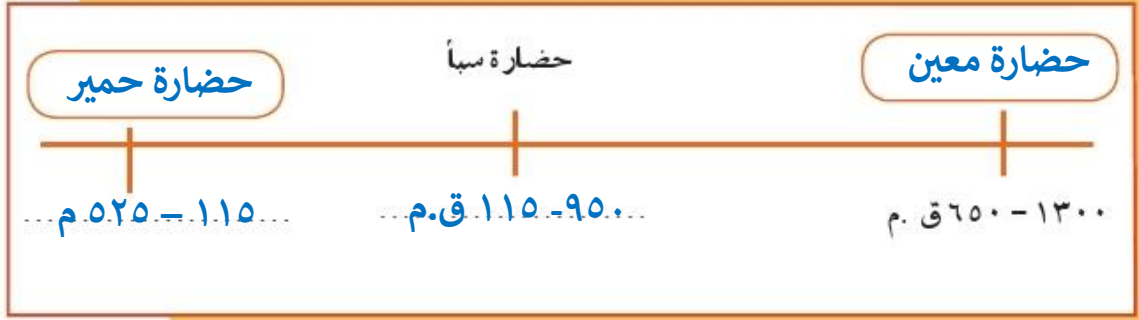 حضارة معين
حضارة سبأ
حضارة حمير
١٣٠٠ – ٦٥٠ ق.م
٩٥٠- ١١٥ ق.م
١١٥ – ٥٢٥ م